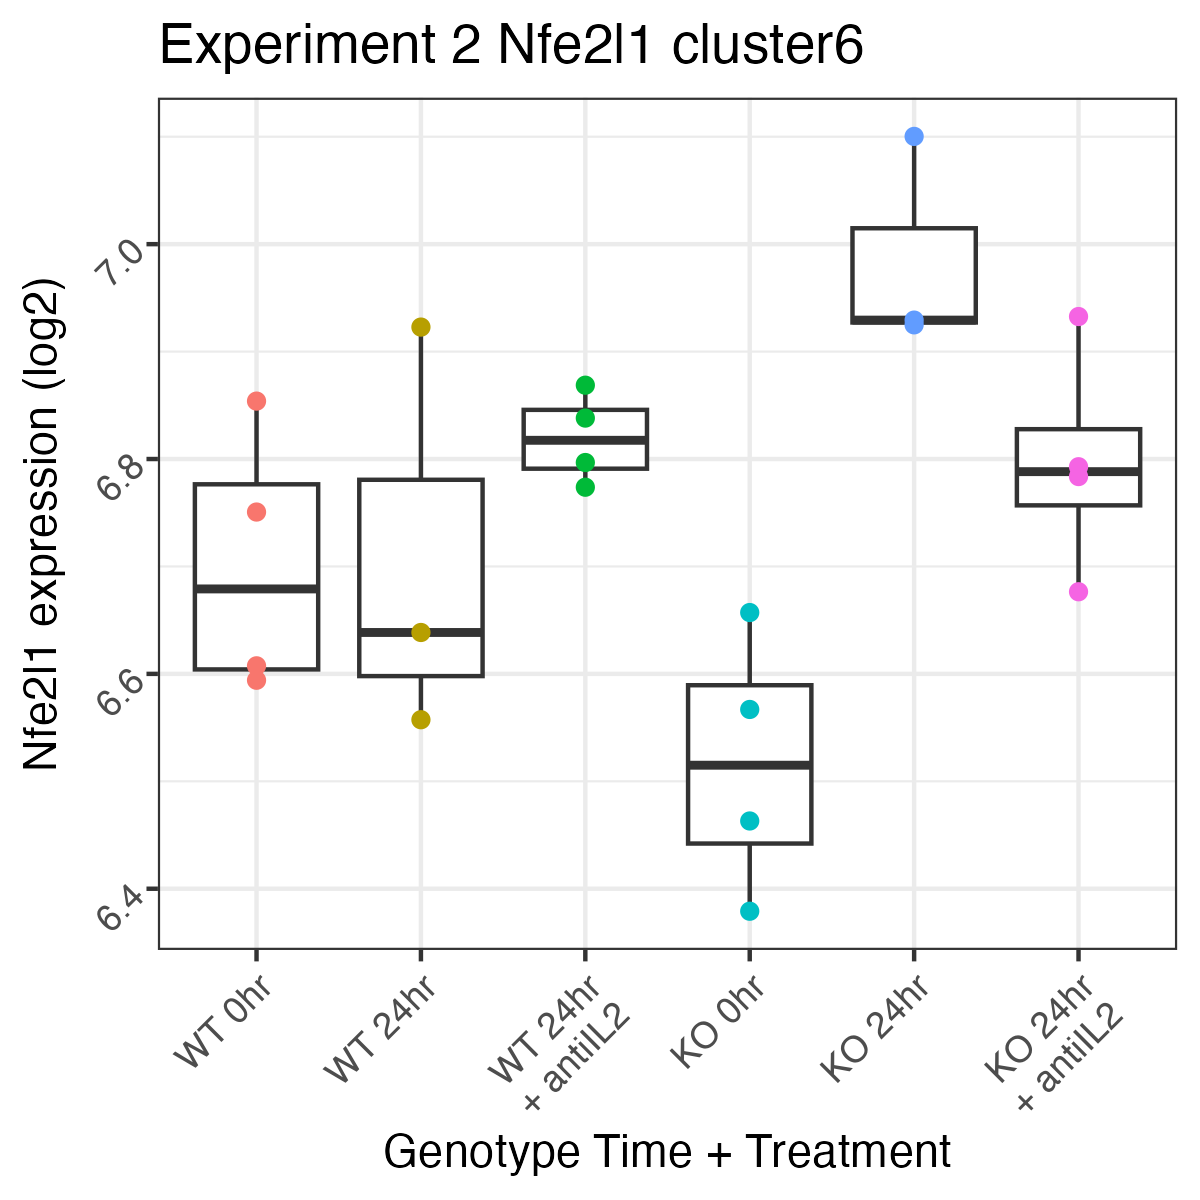 Experiment 2 Nfe2l1 cluster6
Nfe2l1 expression (log2)
7.0
6.8
6.6
6.4
WT 0hr
WT 24hr
WT 24hr
+ antiIL2
KO 0hr
KO 24hr
KO 24hr
+ antiIL2
Genotype Time + Treatment